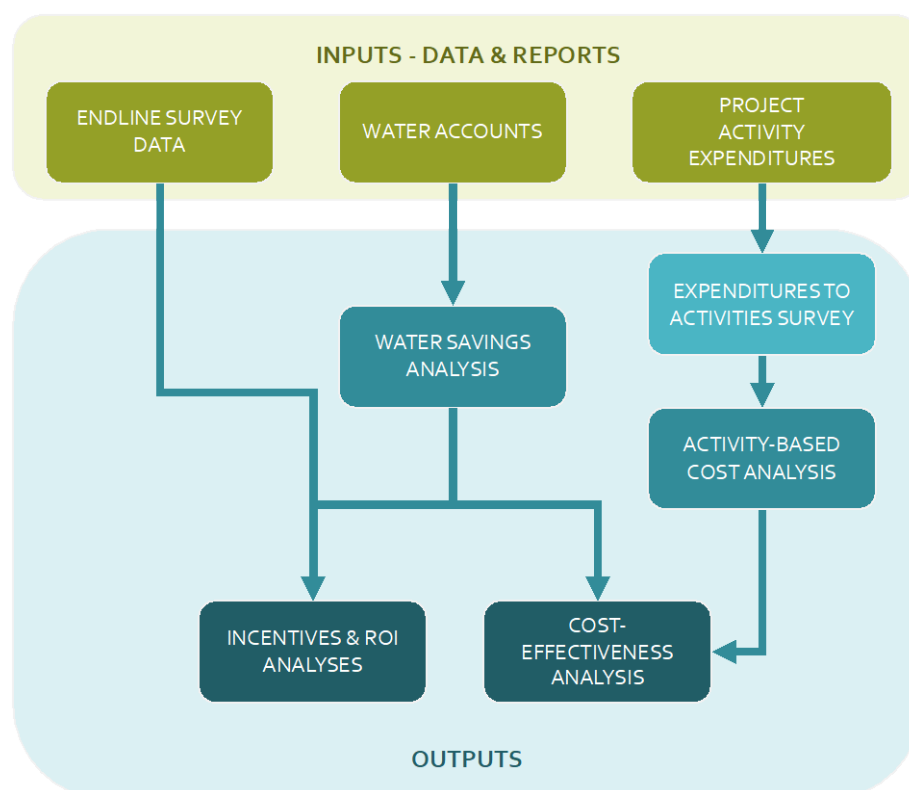 INPUTS - DATA & REPORTS
ENDLINE SURVEY
DATA
WATER ACCOUNTS
PROJECT
ACTIVITY
EXPENDITURES
EXPENDITURES TO
ACTIVITIES SURVEY
WATER SAVINGS
ANALYSIS
ACTIVITY-BASED
COST ANALYSIS
INCENTIVES & ROI
ANALYSES
COST-
EFFECTIVENESS
ANALYSIS
OUTPUTS